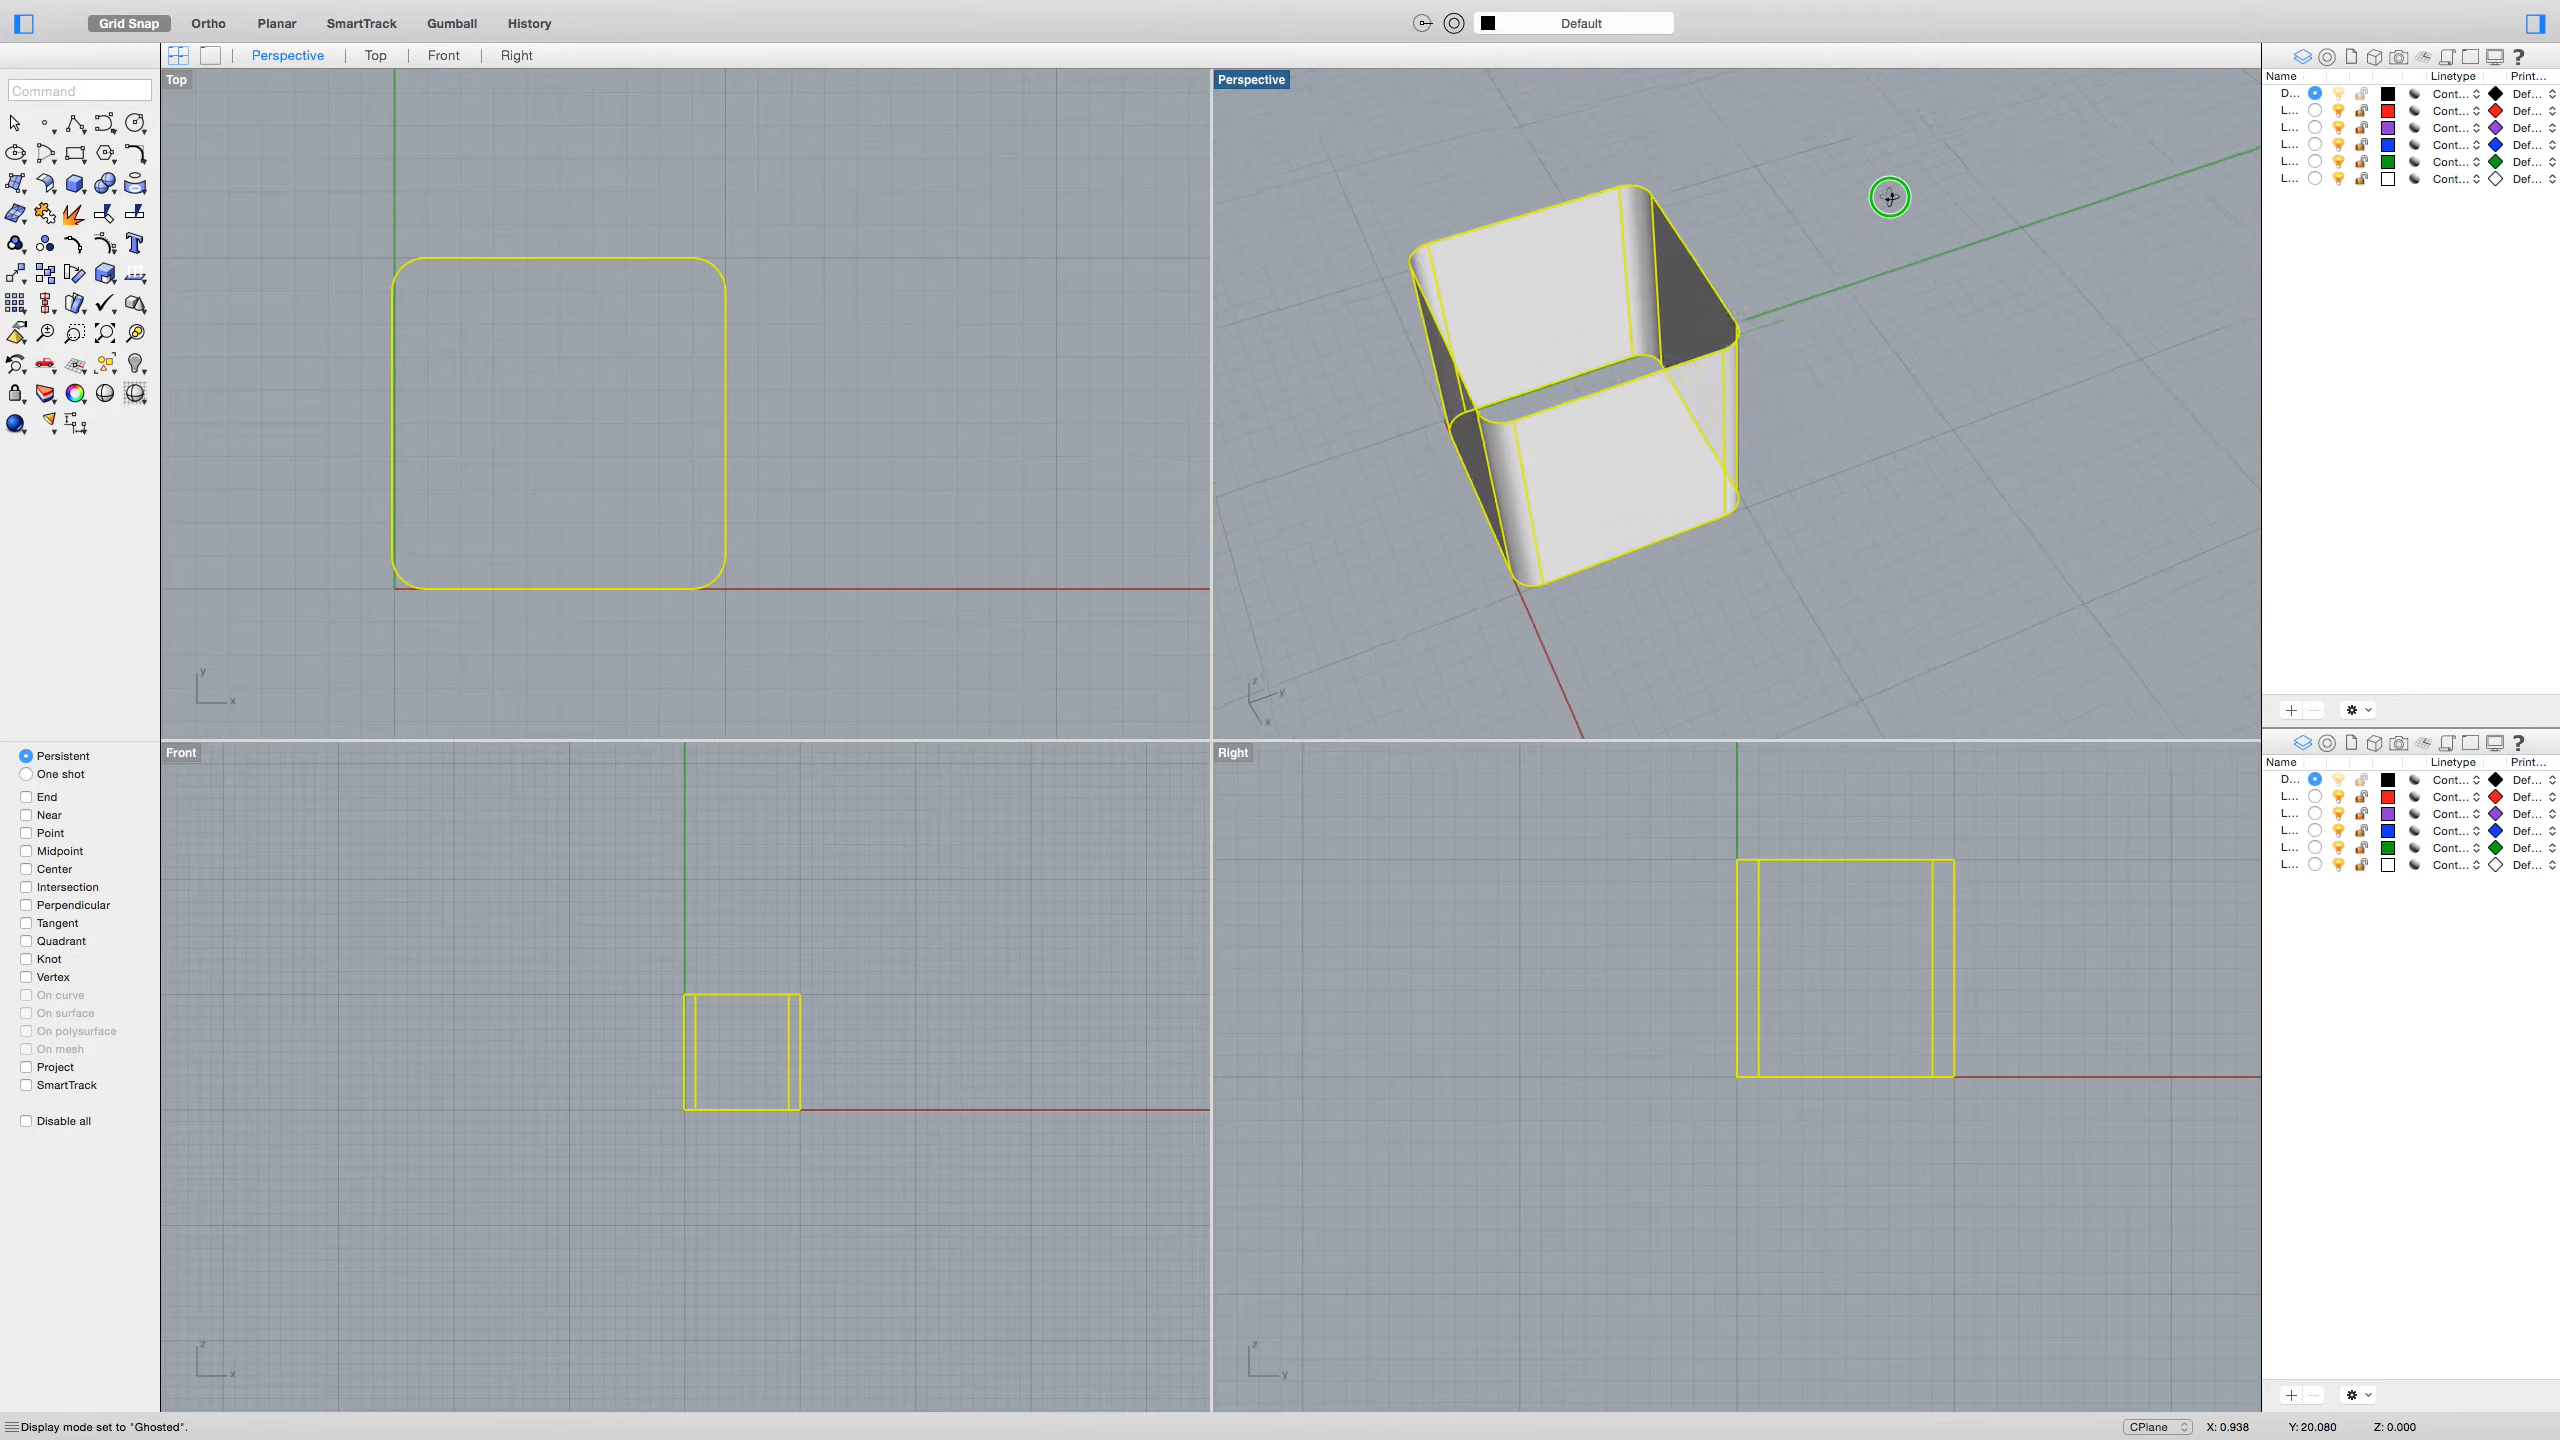 Grid Snap Ortho Planar SmartTrack Gumball History Default
Perspective Top Front Right
Command
Top
Perspective
Front
Right
y
x
z
y
x
z
x
z
y
Persistent
One shot
End
Near
Point
Midpoint
Center
Intersection
Perpendicular
Tangent
Quadrant
Knot
Vertex
On curve
On surface
On polysurface
On mesh
Project
SmartTrack
Disable all
Name Linetype Print...
D... Cont... Def...
L... Cont... Def...
L... Cont... Def...
L... Cont... Def...
L... Cont... Def...
L... Cont... Def...
Name Linetype Print...
D... Cont... Def...
L... Cont... Def...
L... Cont... Def...
L... Cont... Def...
L... Cont... Def...
L... Cont... Def...
Display mode set to "Ghosted".
CPlane X: 0.938 Y: 20.080 Z: 0.000